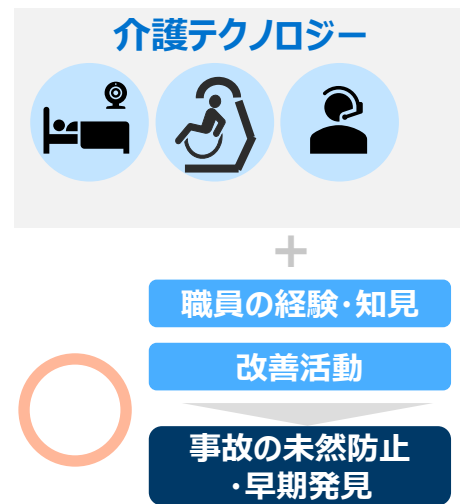 介護テクノロジー
+
職員の経験・知見
改善活動
事故の未然防止
・早期発見